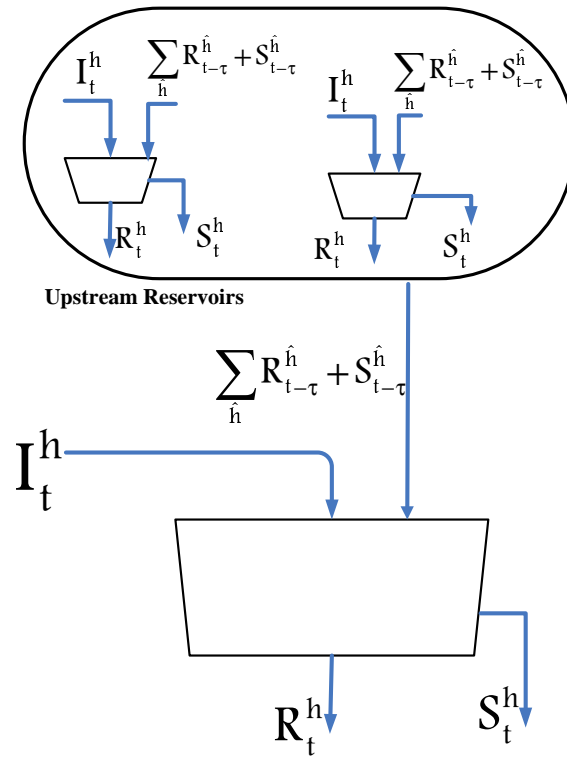 I_t^h
∑_ĥ R_{t−τ}^ĥ + S_{t−τ}^ĥ
I_t^h
∑_ĥ R_{t−τ}^ĥ + S_{t−τ}^ĥ
R_t^h
S_t^h
R_t^h
S_t^h
Upstream Reservoirs
∑_ĥ R_{t−τ}^ĥ + S_{t−τ}^ĥ
I_t^h
R_t^h
S_t^h